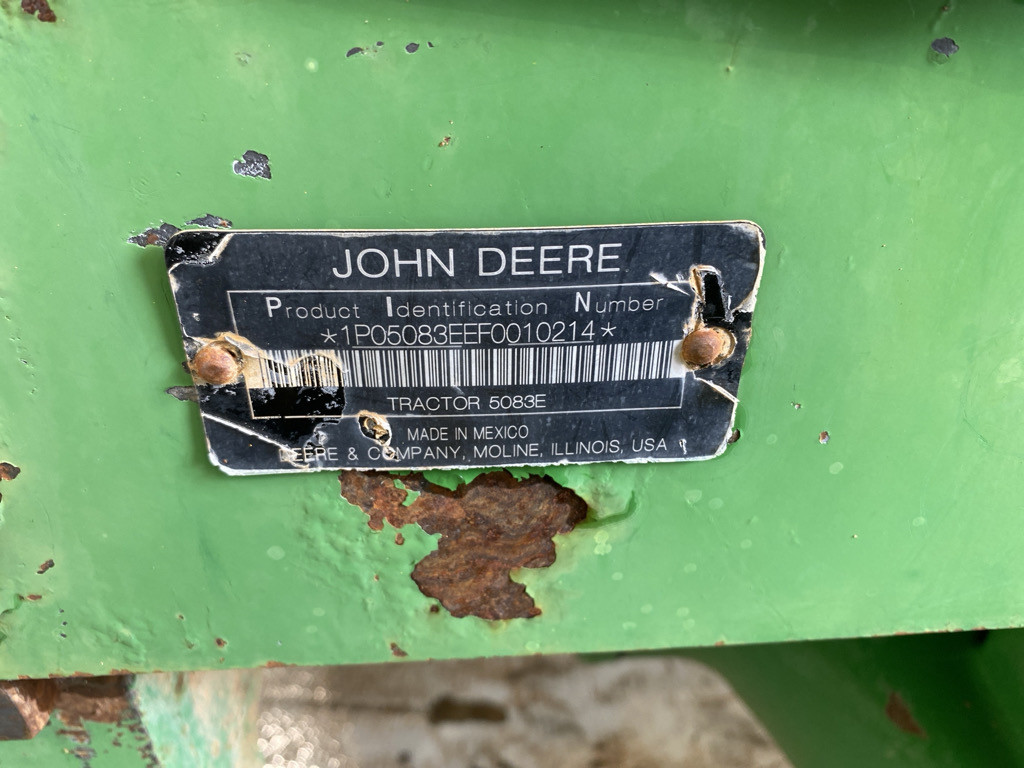 JOHN DEERE
Product Identification Number
*1P05083EEF0010214*
TRACTOR 5083E
MADE IN MEXICO
DEERE & COMPANY, MOLINE, ILLINOIS, USA